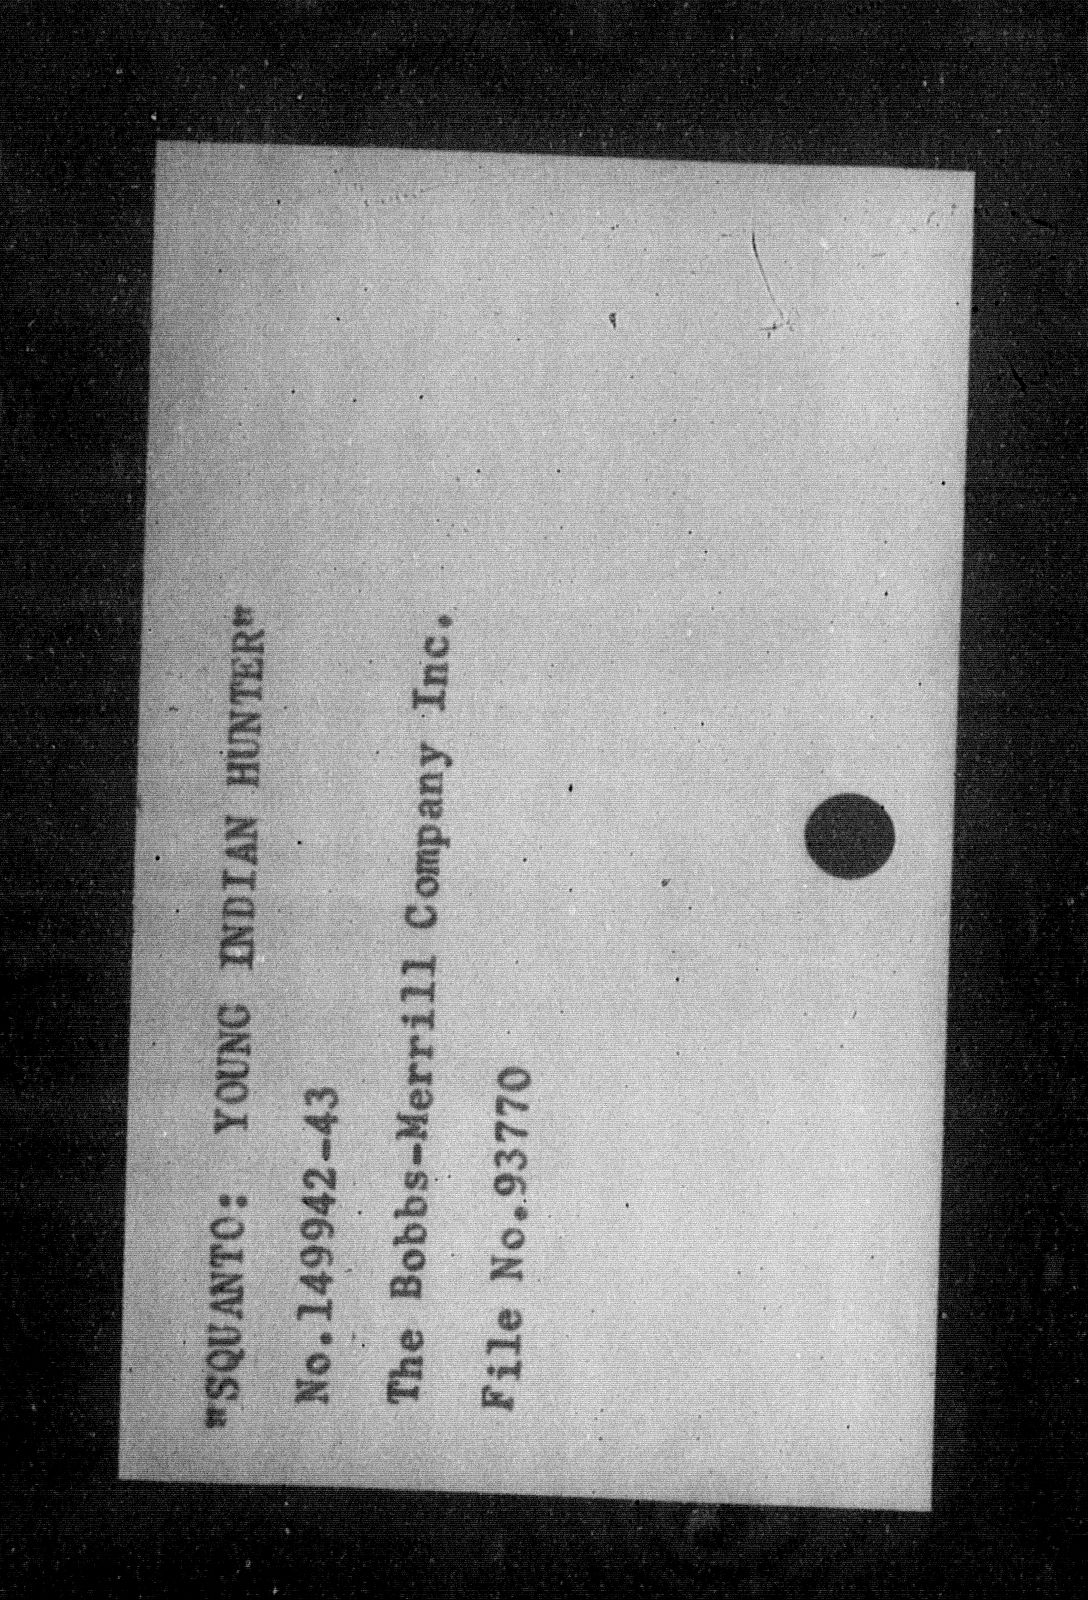 "SQUANTO:  YOUNG INDIAN HUNTER"
No.149942-43
The Bobbs-Merrill Company Inc.
File No.93770